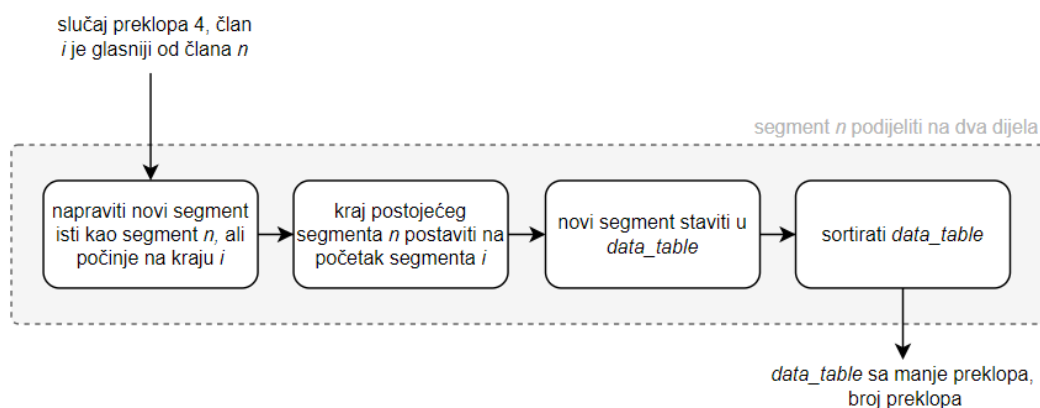 slučaj preklopa 4, član
i je glasniji od člana n
segment n podijeliti na dva dijela
napraviti novi segment
isti kao segment n, ali
počinje na kraju i
kraj postojećeg
segmenta n postaviti na
početak segmenta i
novi segment staviti u
data_table
sortirati data_table
data_table sa manje preklopa,
broj preklopa